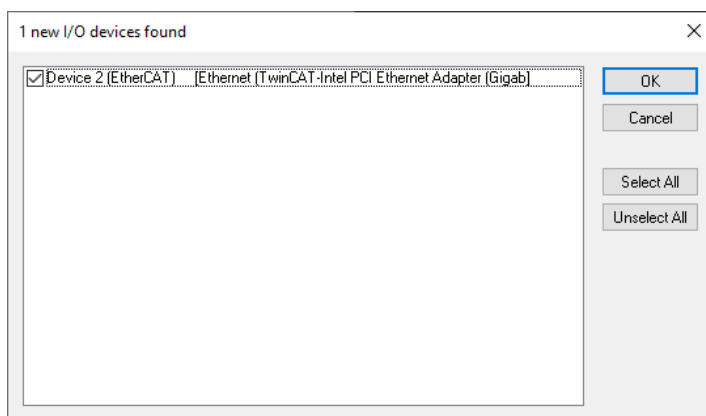 1 new I/O devices found
Device 2 (EtherCAT) [Ethernet (TwinCAT-Intel PCI Ethernet Adapter (Gigab]
OK
Cancel
Select All
Unselect All